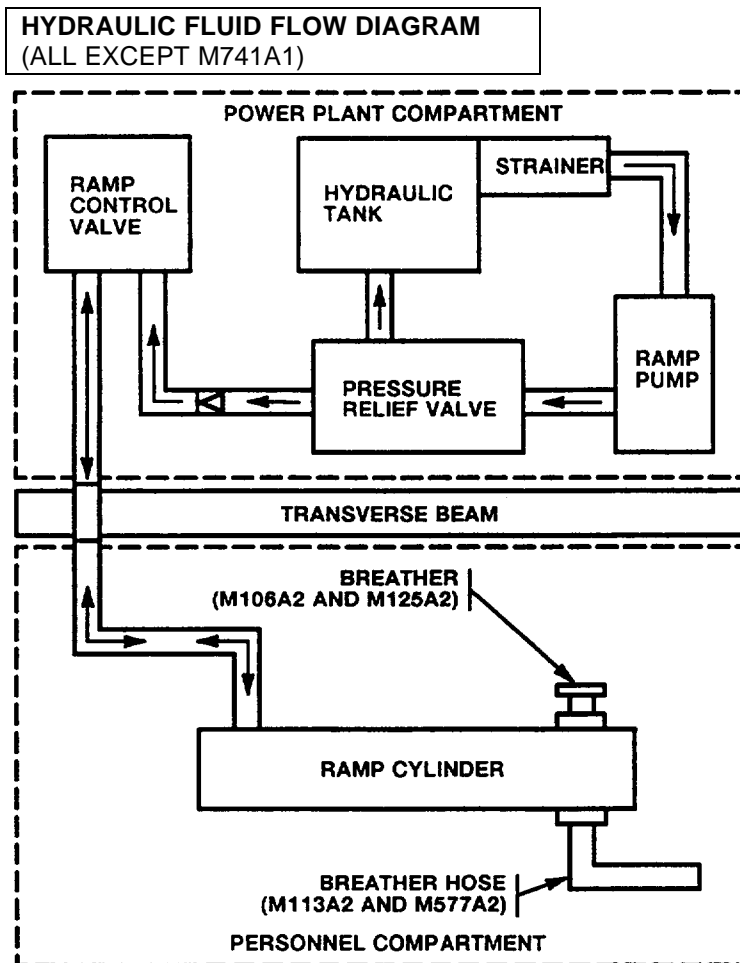 HYDRAULIC FLUID FLOW DIAGRAM
(ALL EXCEPT M741A1)
POWER PLANT COMPARTMENT
RAMP
CONTROL
VALVE
HYDRAULIC
TANK
STRAINER
PRESSURE
RELIEF VALVE
RAMP
PUMP
TRANSVERSE BEAM
BREATHER
(M106A2 AND M125A2)
RAMP CYLINDER
BREATHER HOSE
(M113A2 AND M577A2)
PERSONNEL COMPARTMENT